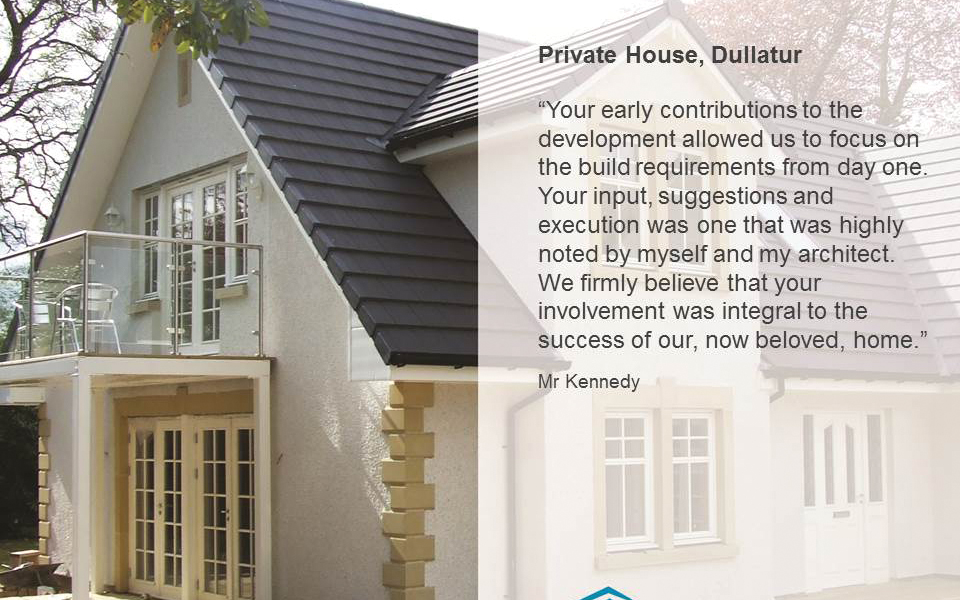 Private House, Dullatur
“Your early contributions to the
development allowed us to focus on
the build requirements from day one.
Your input, suggestions and
execution was one that was highly
noted by myself and my architect.
We firmly believe that your
involvement was integral to the
success of our, now beloved, home.”
Mr Kennedy